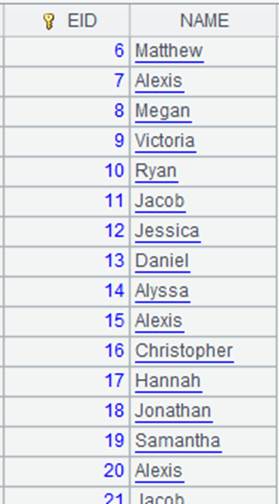 EID NAME
6 Matthew
7 Alexis
8 Megan
9 Victoria
10 Ryan
11 Jacob
12 Jessica
13 Daniel
14 Alyssa
15 Alexis
16 Christopher
17 Hannah
18 Jonathan
19 Samantha
20 Alexis
21 Jacob